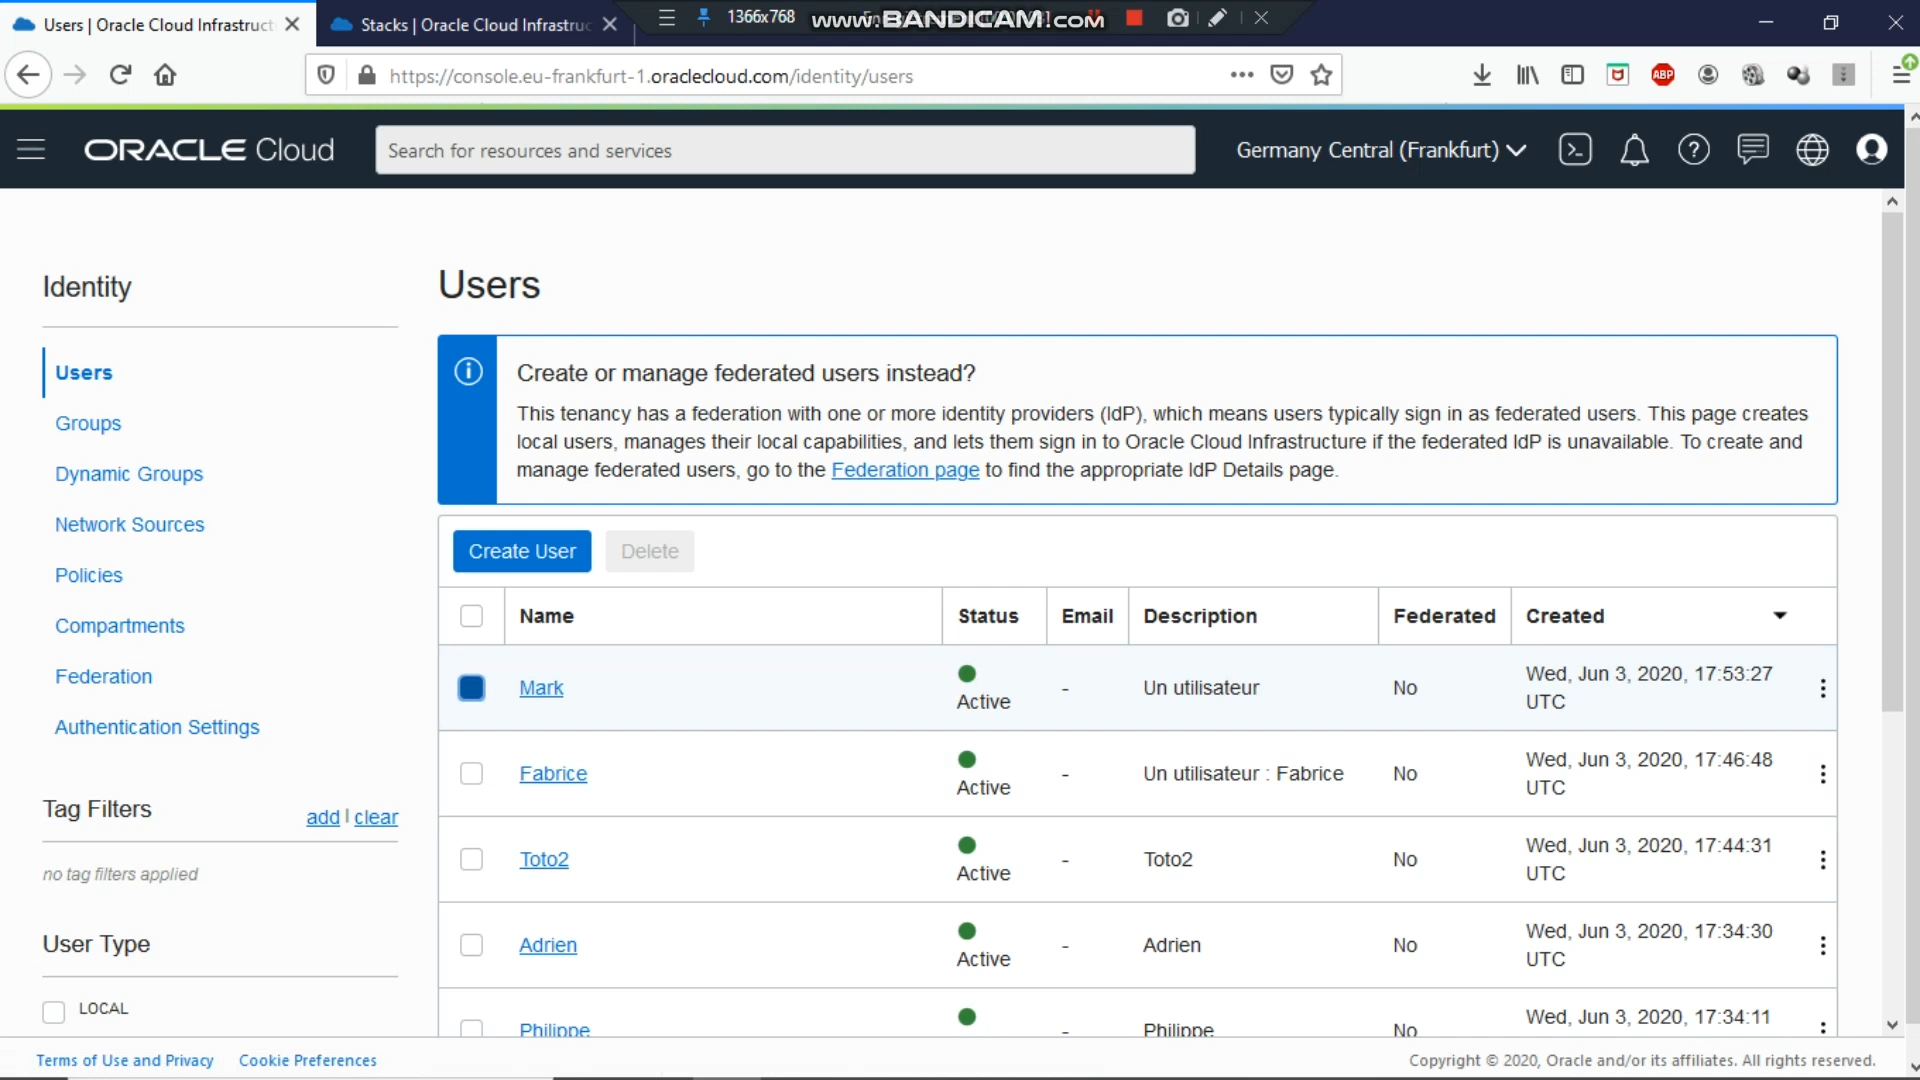 Users | Oracle Cloud Infrastruct
Stacks | Oracle Cloud Infrastruc
1366x768
www.BANDICAM.com
https://console.eu-frankfurt-1.oraclecloud.com/identity/users
ABP
ORACLE Cloud
Search for resources and services
Germany Central (Frankfurt)
Identity
Users
Groups
Dynamic Groups
Network Sources
Policies
Compartments
Federation
Authentication Settings
Tag Filters
add | clear
no tag filters applied
User Type
LOCAL
Users
Create or manage federated users instead?
This tenancy has a federation with one or more identity providers (IdP), which means users typically sign in as federated users. This page creates
local users, manages their local capabilities, and lets them sign in to Oracle Cloud Infrastructure if the federated IdP is unavailable. To create and
manage federated users, go to the Federation page to find the appropriate IdP Details page.
Create User Delete
Name Status Email Description Federated Created
Mark Active - Un utilisateur No Wed, Jun 3, 2020, 17:53:27
UTC
Fabrice Active - Un utilisateur : Fabrice No Wed, Jun 3, 2020, 17:46:48
UTC
Toto2 Active - Toto2 No Wed, Jun 3, 2020, 17:44:31
UTC
Adrien Active - Adrien No Wed, Jun 3, 2020, 17:34:30
UTC
Philippe - Philippe No Wed, Jun 3, 2020, 17:34:11
Terms of Use and Privacy Cookie Preferences
Copyright © 2020, Oracle and/or its affiliates. All rights reserved.